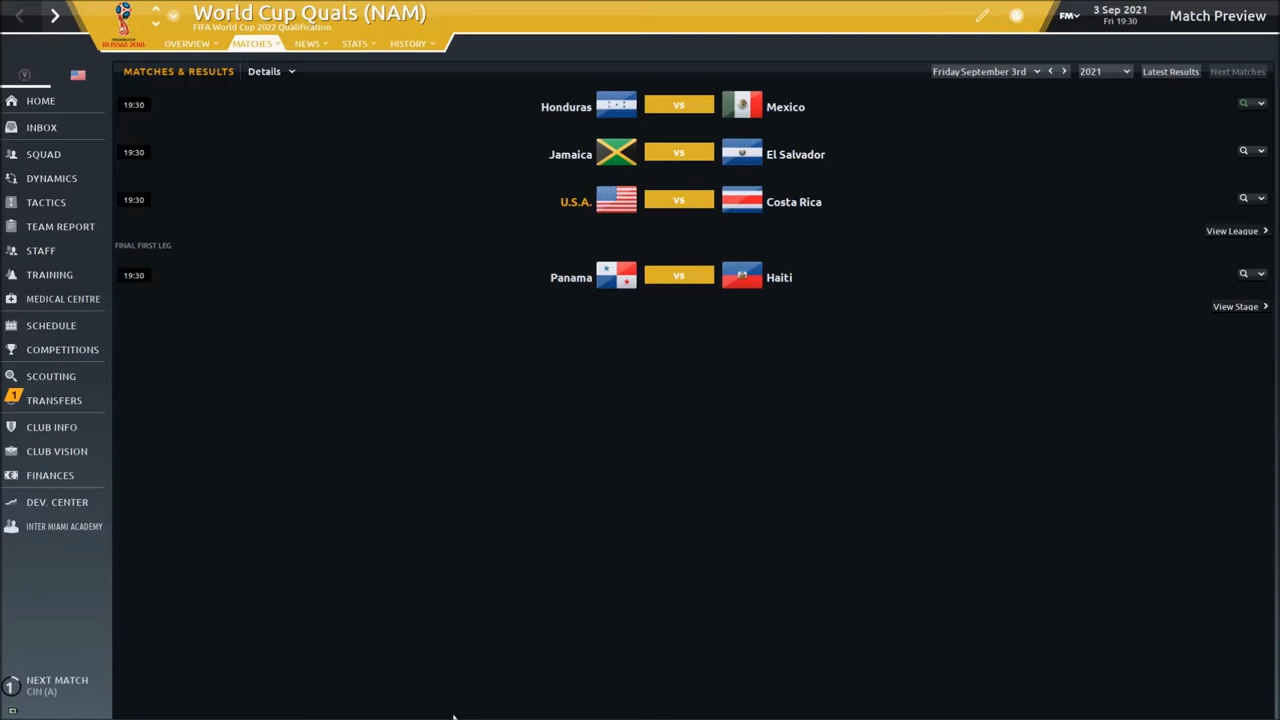 World Cup Quals (NAM)
FIFA World Cup 2022 Qualification
RUSSIA 2018
OVERVIEW
MATCHES
NEWS
STATS
HISTORY
FM
3 Sep 2021
Fri 19:30
Match Preview
MATCHES & RESULTS
Details
Friday September 3rd
2021
Latest Results
Next Matches
HOME
INBOX
SQUAD
DYNAMICS
TACTICS
TEAM REPORT
STAFF
TRAINING
MEDICAL CENTRE
SCHEDULE
COMPETITIONS
SCOUTING
1
TRANSFERS
CLUB INFO
CLUB VISION
FINANCES
DEV. CENTER
INTER MIAMI ACADEMY
1
NEXT MATCH
CIN (A)
19:30 Honduras vs Mexico
19:30 Jamaica vs El Salvador
19:30 U.S.A. vs Costa Rica
View League
FINAL FIRST LEG
19:30 Panama vs Haiti
View Stage